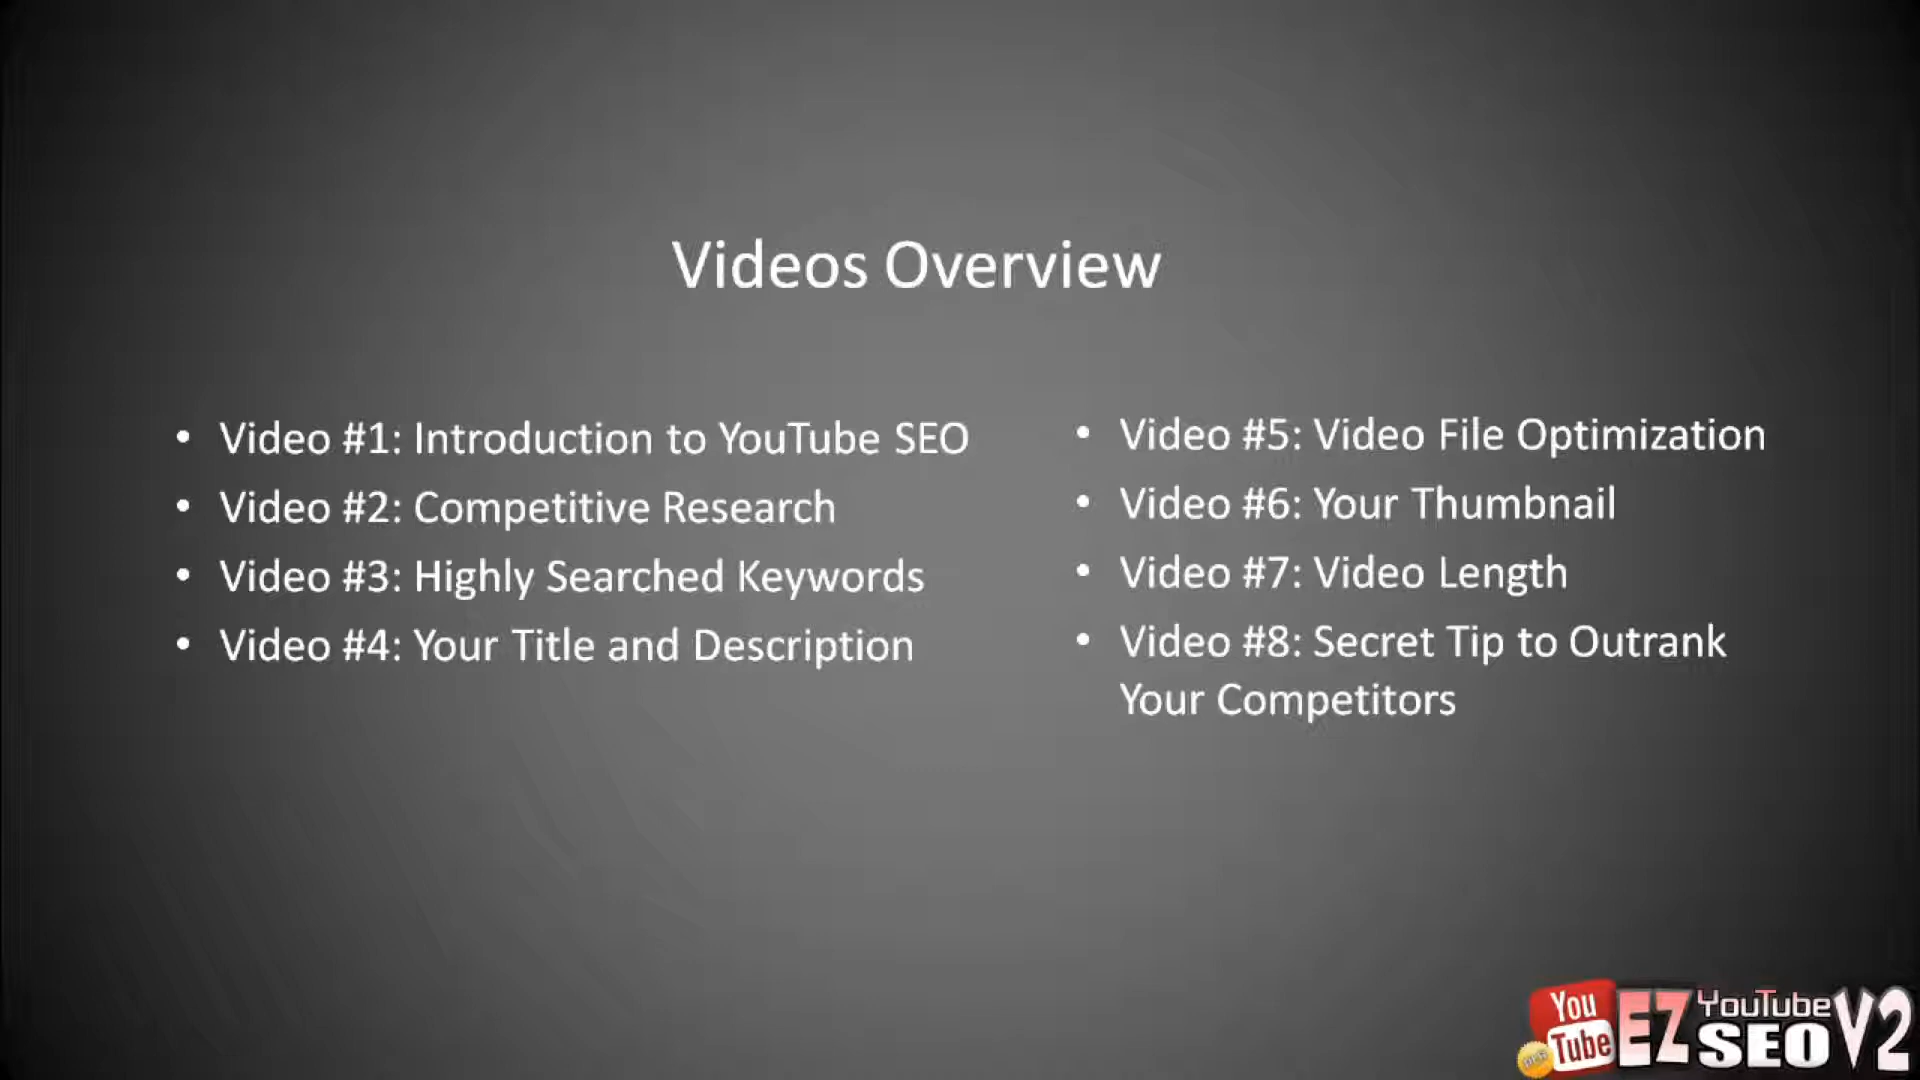 Videos Overview
• Video #1: Introduction to YouTube SEO
• Video #2: Competitive Research
• Video #3: Highly Searched Keywords
• Video #4: Your Title and Description
• Video #5: Video File Optimization
• Video #6: Your Thumbnail
• Video #7: Video Length
• Video #8: Secret Tip to Outrank
Your Competitors
You
Tube
EZ YouTube
SEO V2